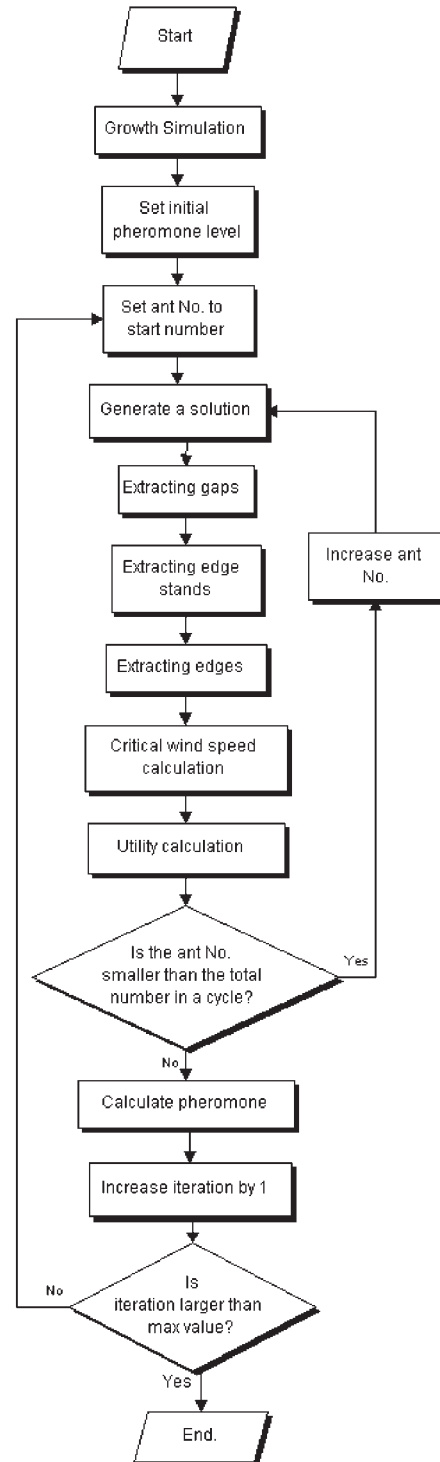 Start
Growth Simulation
Set initial
pheromone level
Set ant No. to
start number
Generate a solution
Extracting gaps
Extracting edge
stands
Increase ant
No.
Extracting edges
Critical wind speed
calculation
Utility calculation
Is the ant No.
smaller than the total
number in a cycle?
Yes
No
Calculate pheromone
Increase iteration by 1
Is
iteration larger than
max value?
No
Yes
End.